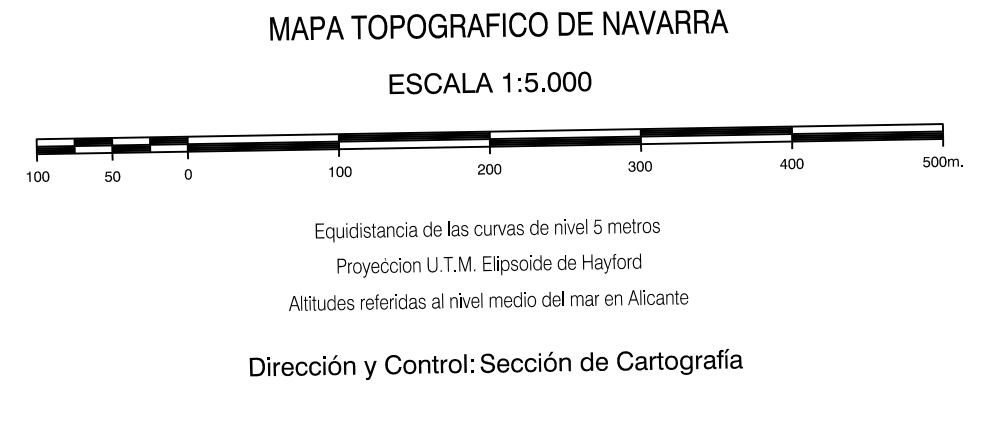 MAPA TOPOGRAFICO DE NAVARRA
ESCALA 1:5.000
100 50 0 100 200 300 400 500m.
Equidistancia de las curvas de nivel 5 metros
Proyeccion U.T.M. Elipsoide de Hayford
Altitudes referidas al nivel medio del mar en Alicante
Dirección y Control: Sección de Cartografía